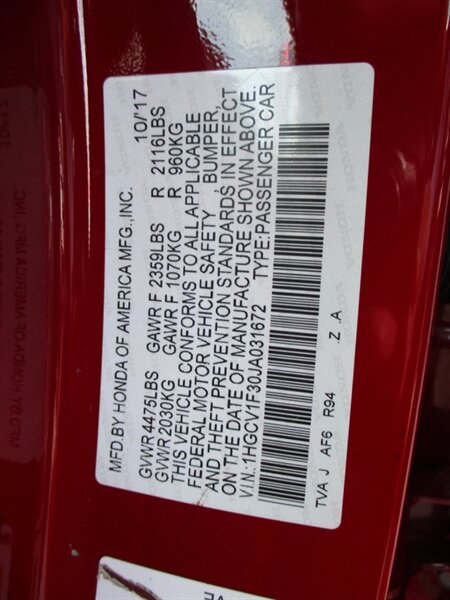 MFD.BY HONDA OF AMERICA MFG.,INC. 10/'17
GVWR 4475LBS GAWR F 2359LBS R 2116LBS
GVWR 2030KG GAWR F 1070KG R 960KG
THIS VEHICLE CONFORMS TO ALL APPLICABLE
FEDERAL MOTOR VEHICLE SAFETY , BUMPER,
AND THEFT PREVENTION STANDARDS IN EFFECT
ON THE DATE OF MANUFACTURE SHOWN ABOVE.
V.I.N.:1HGCV1F30JA031672 TYPE:PASSENGER CAR
TVA J AF6 R94 .Z .A